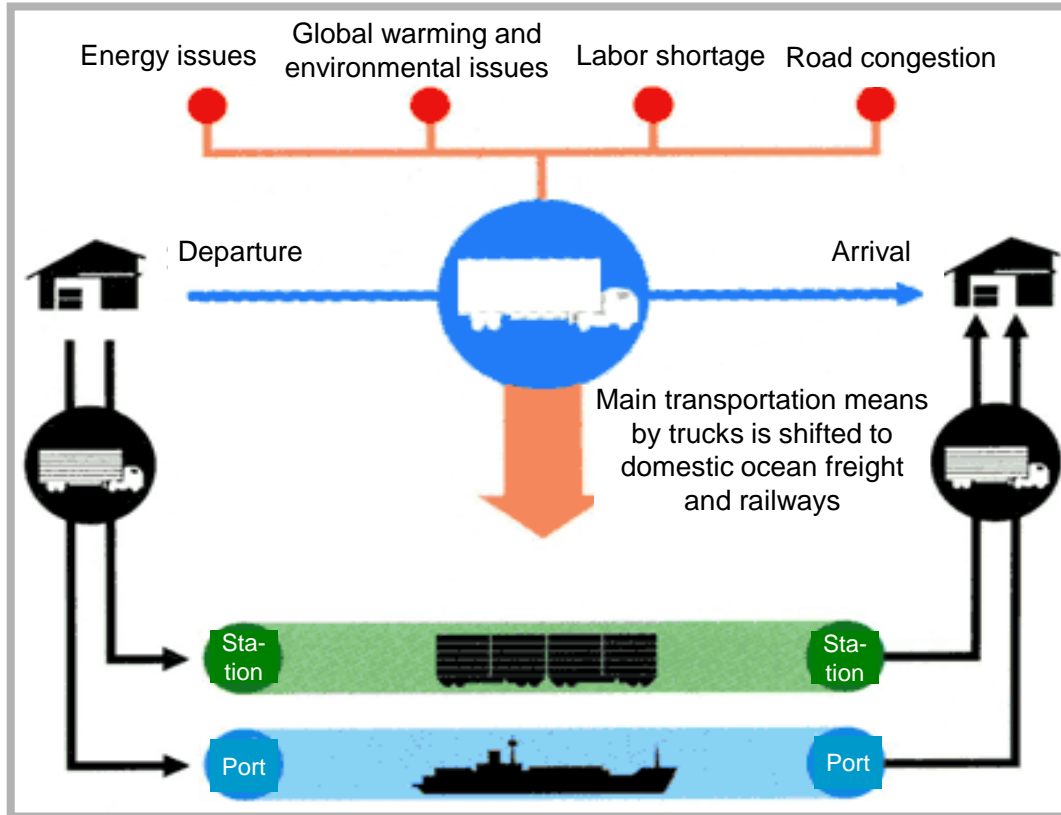 Energy issues
Global warming and
environmental issues
Labor shortage
Road congestion
Departure
Arrival
Main transportation means
by trucks is shifted to
domestic ocean freight
and railways
Sta-
tion
Sta-
tion
Port
Port